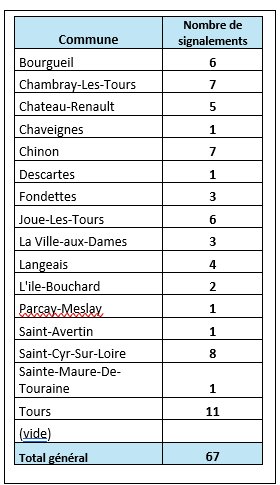 Commune Nombre de
signalements
Bourgueil 6
Chambray-Les-Tours 7
Chateau-Renault 5
Chaveignes 1
Chinon 7
Descartes 1
Fondettes 3
Joue-Les-Tours 6
La Ville-aux-Dames 3
Langeais 4
L'ile-Bouchard 2
Parcay-Meslay 1
Saint-Avertin 1
Saint-Cyr-Sur-Loire 8
Sainte-Maure-De-
Touraine 1
Tours 11
(vide)
Total général 67